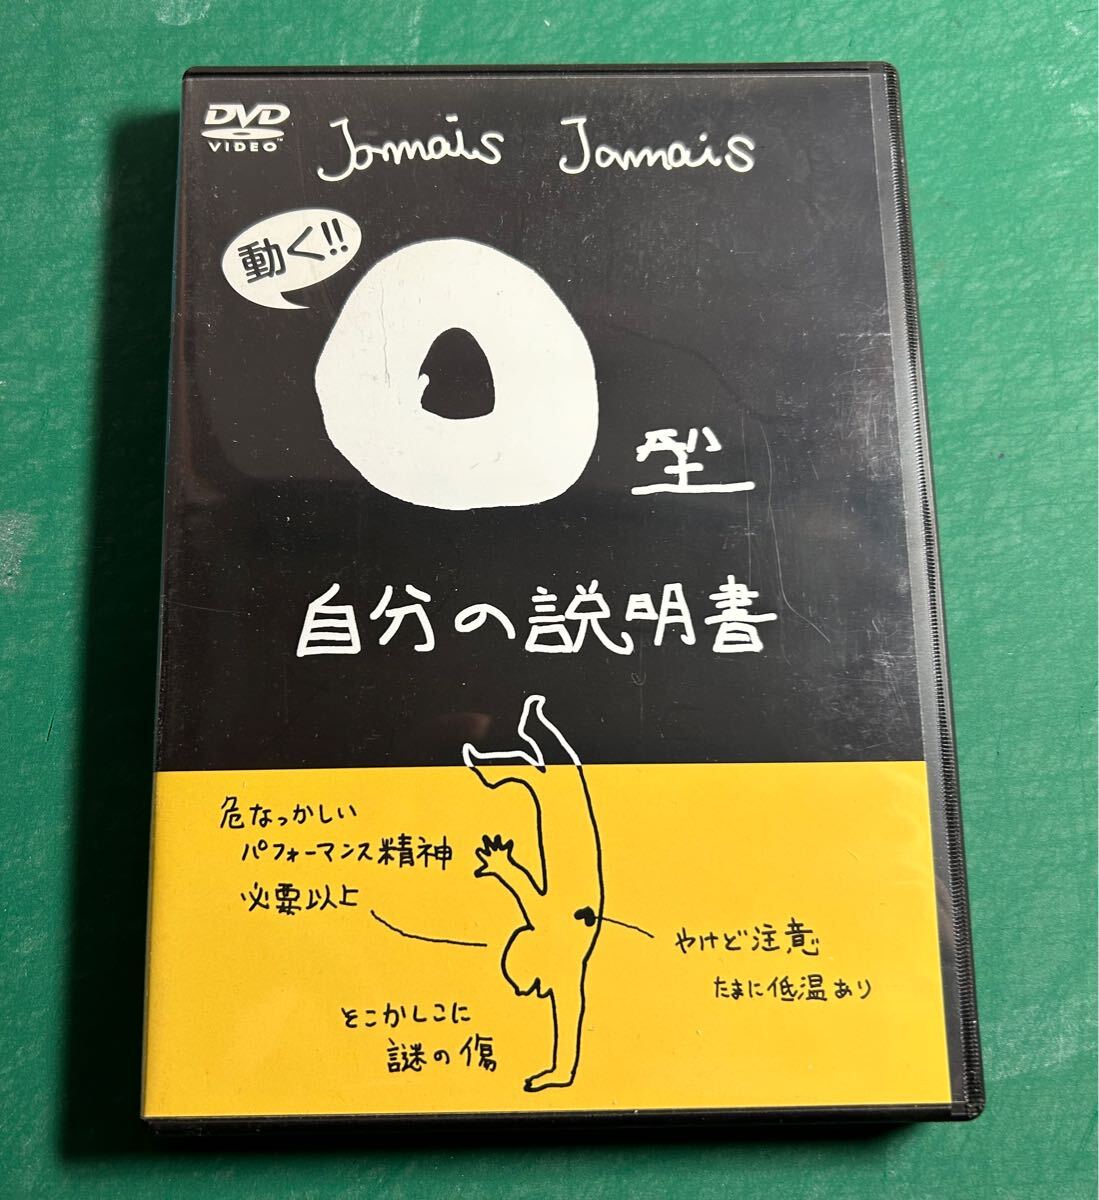 DVD
VIDEO™
Jamais Jamais
動く!!
O型
自分の説明書
危なっかしい
パフォーマンス精神
必要以上
やけど注意
たまに低温あり
そこかしこに
謎の傷